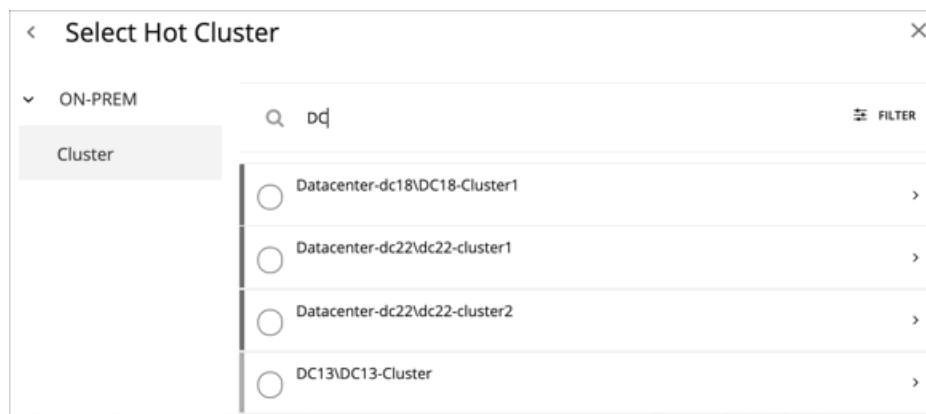 Select Hot Cluster
ON-PREM
Cluster
DC
FILTER
Datacenter-dc18\DC18-Cluster1
Datacenter-dc22\dc22-cluster1
Datacenter-dc22\dc22-cluster2
DC13\DC13-Cluster